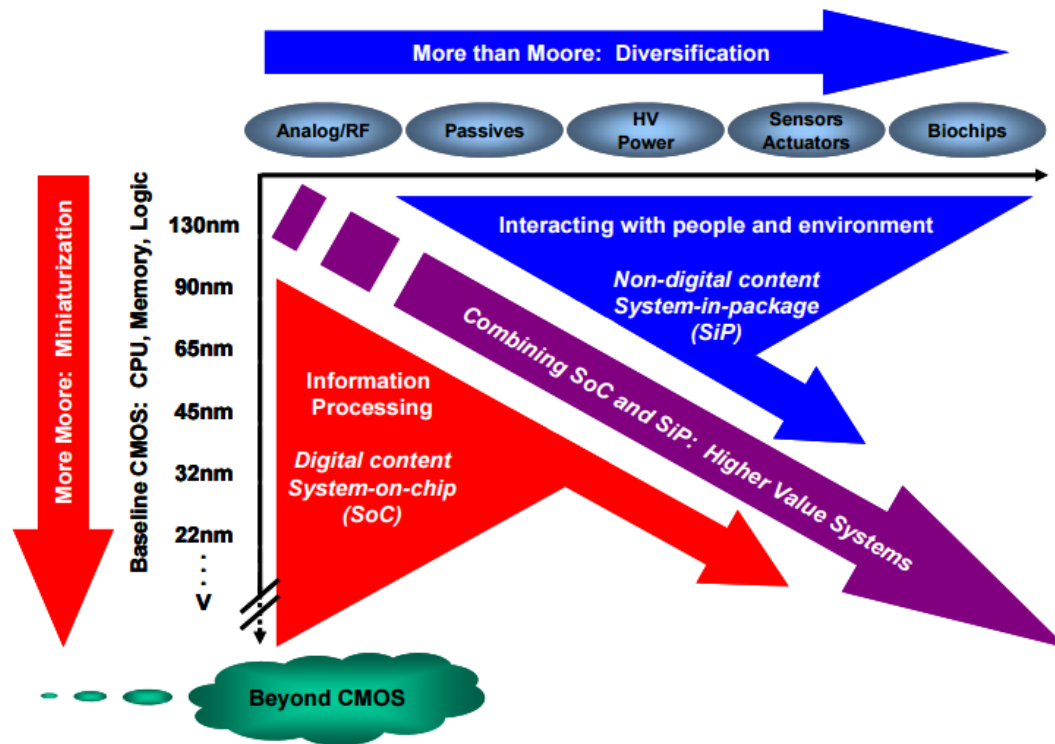 More than Moore: Diversification
Analog/RF
Passives
HV
Power
Sensors
Actuators
Biochips
More Moore: Miniaturization
Baseline CMOS: CPU, Memory, Logic
130nm
90nm
65nm
45nm
32nm
22nm
V
Interacting with people and environment
Non-digital content
System-in-package
(SiP)
Combining SoC and SiP: Higher Value Systems
Information
Processing
Digital content
System-on-chip
(SoC)
Beyond CMOS